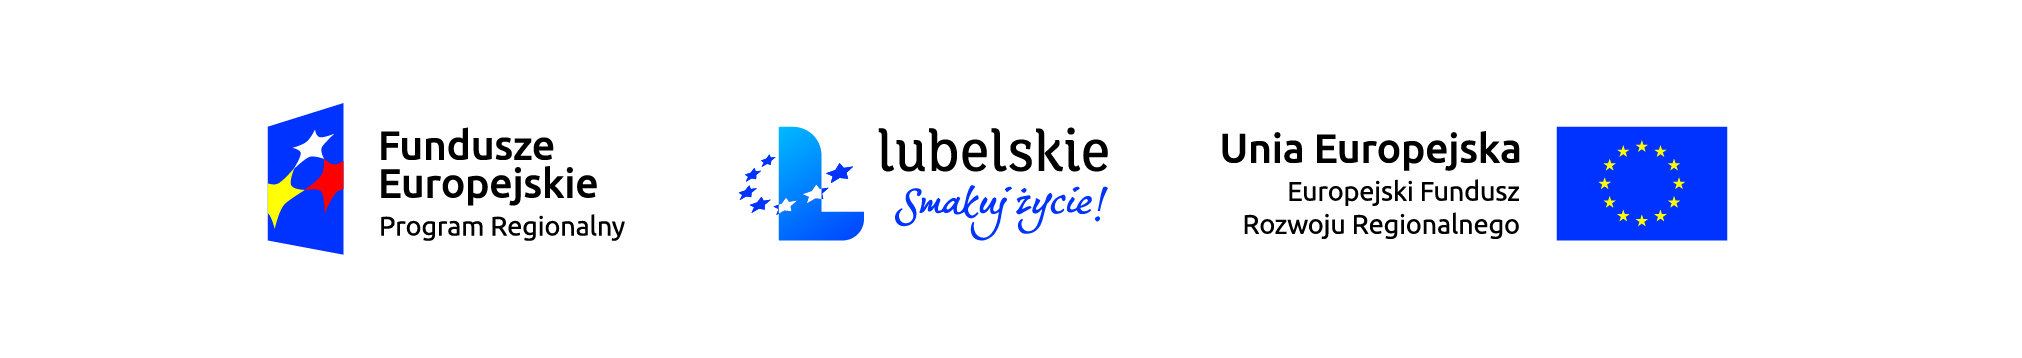 Fundusze
Europejskie
Program Regionalny
lubelskie
Smakuj życie!
Unia Europejska
Europejski Fundusz
Rozwoju Regionalnego